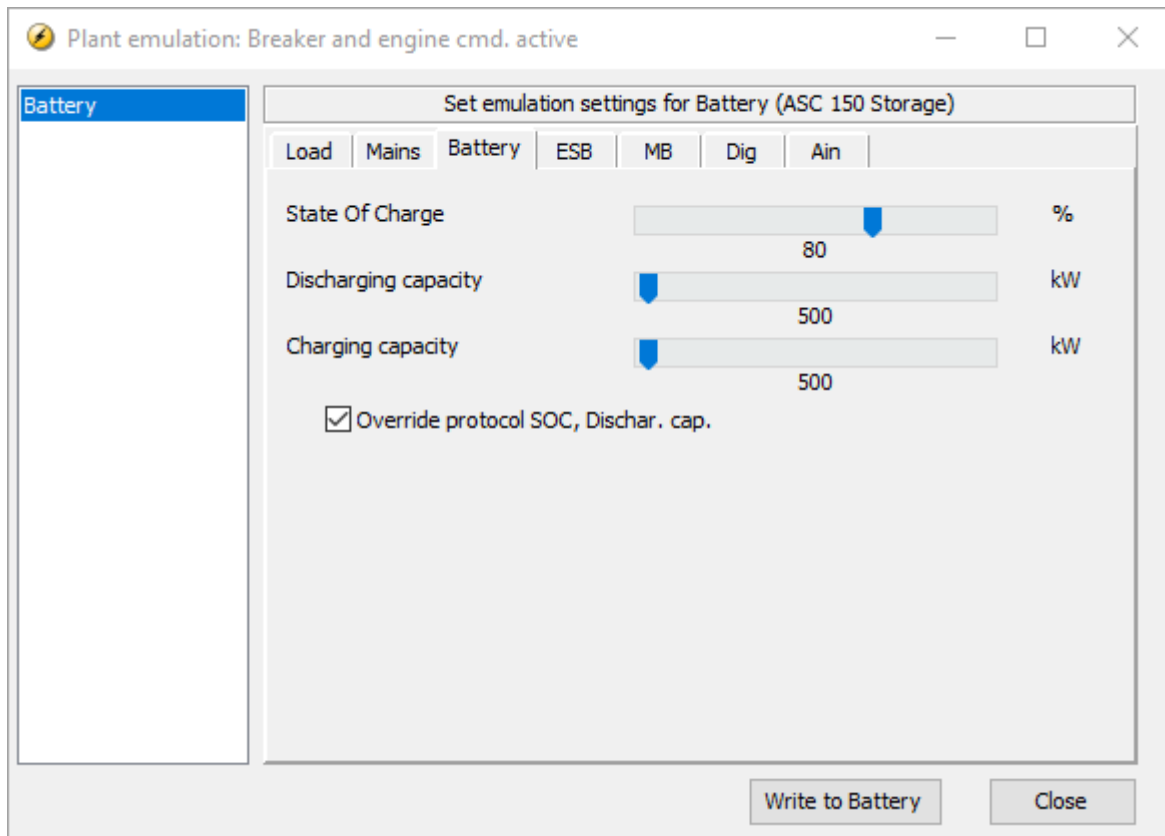 Plant emulation: Breaker and engine cmd. active
Battery
Set emulation settings for Battery (ASC 150 Storage)
Load Mains Battery ESB MB Dig Ain
State Of Charge %
80
Discharging capacity kW
500
Charging capacity kW
500
Override protocol SOC, Dischar. cap.
Write to Battery Close